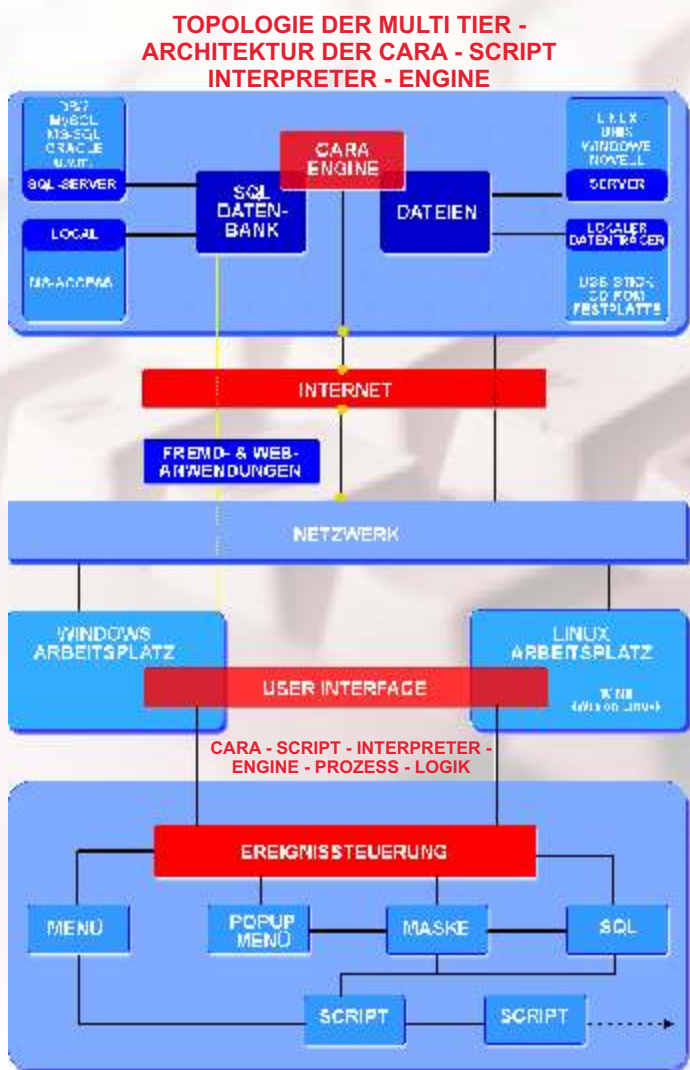 TOPOLOGIE DER MULTI TIER -
ARCHITEKTUR DER CARA - SCRIPT
INTERPRETER - ENGINE
MySQL
MS-SQL
ORACLE
SQL-SERVER
LOCAL
MS-ACCESS
SQL
DATEN-
BANK
CARA
ENGINE
DATEIEN
LINUX
UNIX
WINDOWE
NOVELL
SERVER
LOKALER
DATENTRÄGER
USB STICK
CD ROM
FESTPLATTE
INTERNET
FREMD- & WEB-
ANWENDUNGEN
NETZWERK
WINDOWS
ARBEITSPLATZ
LINUX
ARBEITSPLATZ
USER INTERFACE
CARA - SCRIPT - INTERPRETER -
ENGINE - PROZESS - LOGIK
EREIGNISSTEUERUNG
MENÜ
POPUP
MENÜ
MASKE
SQL
SCRIPT
SCRIPT